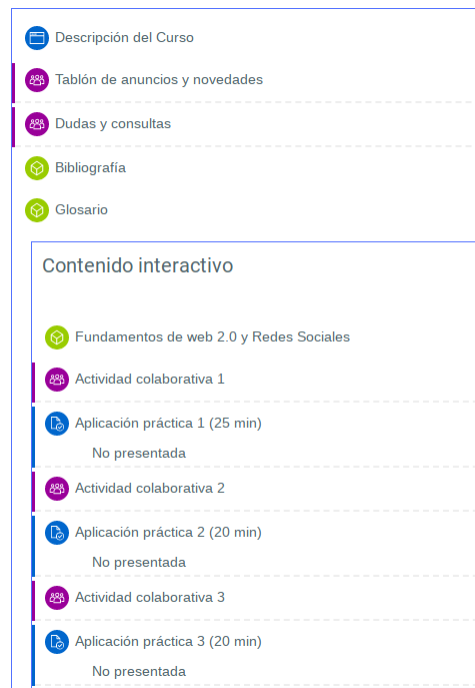 Descripción del Curso
Tablón de anuncios y novedades
Dudas y consultas
Bibliografía
Glosario
Contenido interactivo
Fundamentos de web 2.0 y Redes Sociales
Actividad colaborativa 1
Aplicación práctica 1 (25 min)
No presentada
Actividad colaborativa 2
Aplicación práctica 2 (20 min)
No presentada
Actividad colaborativa 3
Aplicación práctica 3 (20 min)
No presentada